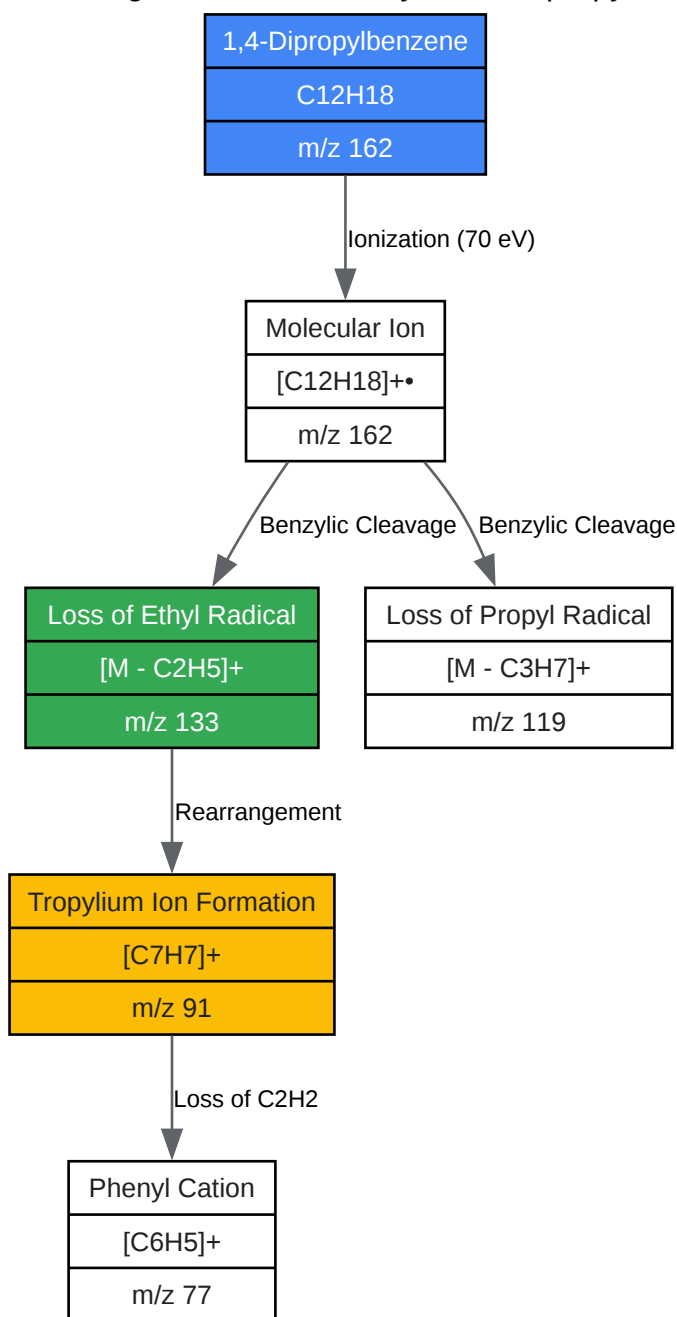 1,4-Dipropylbenzene
C12H18
m/z 162
Ionization (70 eV)
Molecular Ion
[C12H18]+•
m/z 162
Benzylic Cleavage
Benzylic Cleavage
Loss of Ethyl Radical
[M - C2H5]+
m/z 133
Loss of Propyl Radical
[M - C3H7]+
m/z 119
Rearrangement
Tropylium Ion Formation
[C7H7]+
m/z 91
Loss of C2H2
Phenyl Cation
[C6H5]+
m/z 77